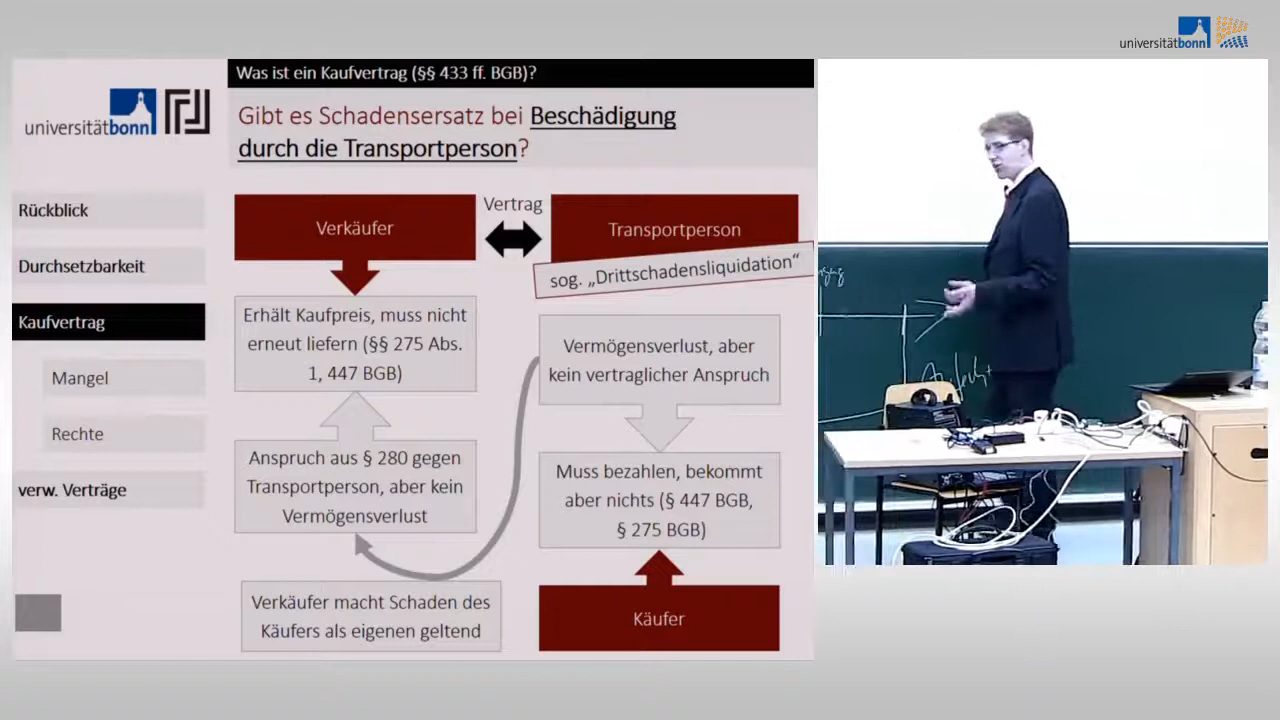 universitätbonn
Was ist ein Kaufvertrag (§§ 433 ff. BGB)?
universitätbonn
Gibt es Schadensersatz bei Beschädigung
durch die Transportperson?
Rückblick
Durchsetzbarkeit
Kaufvertrag
Mangel
Rechte
verw. Verträge
Verkäufer
Vertrag
Transportperson
sog. „Drittschadensliquidation“
Erhält Kaufpreis, muss nicht
erneut liefern (§§ 275 Abs.
1, 447 BGB)
Vermögensverlust, aber
kein vertraglicher Anspruch
Anspruch aus § 280 gegen
Transportperson, aber kein
Vermögensverlust
Muss bezahlen, bekommt
aber nichts (§ 447 BGB,
§ 275 BGB)
Verkäufer macht Schaden des
Käufers als eigenen geltend
Käufer